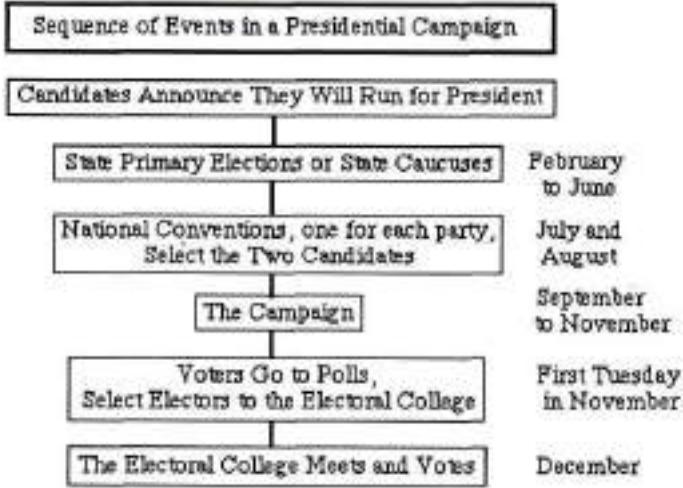 Sequence of Events in a Presidential Campaign
Candidates Announce They Will Run for President
State Primary Elections or State Caucuses
February
to June
National Conventions, one for each party,
Select the Two Candidates
July and
August
The Campaign
September
to November
Voters Go to Polls,
Select Electors to the Electoral College
First Tuesday
in November
The Electoral College Meets and Votes
December